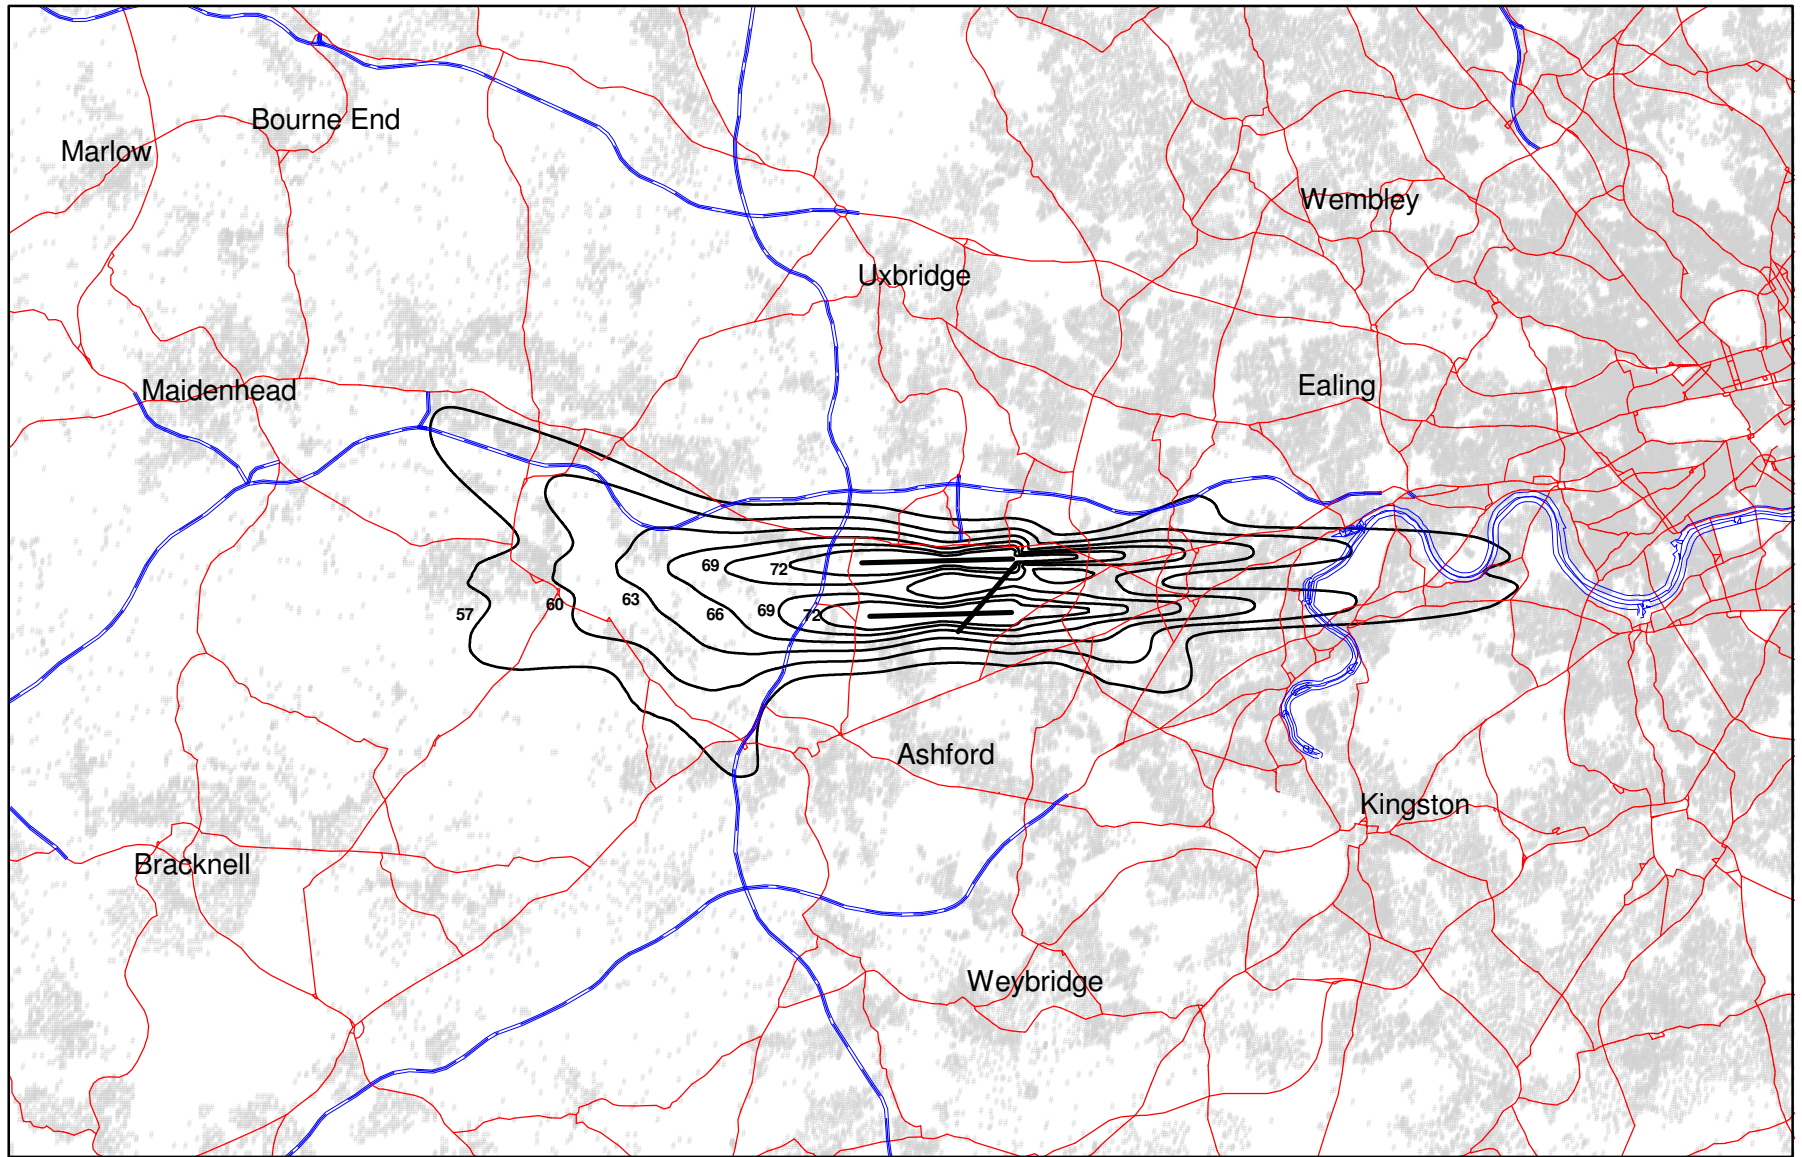 Bourne End
Marlow
Wembley
Uxbridge
Maidenhead
Ealing
69
72
57
60
63
66
69
72
Ashford
Kingston
Bracknell
Weybridge